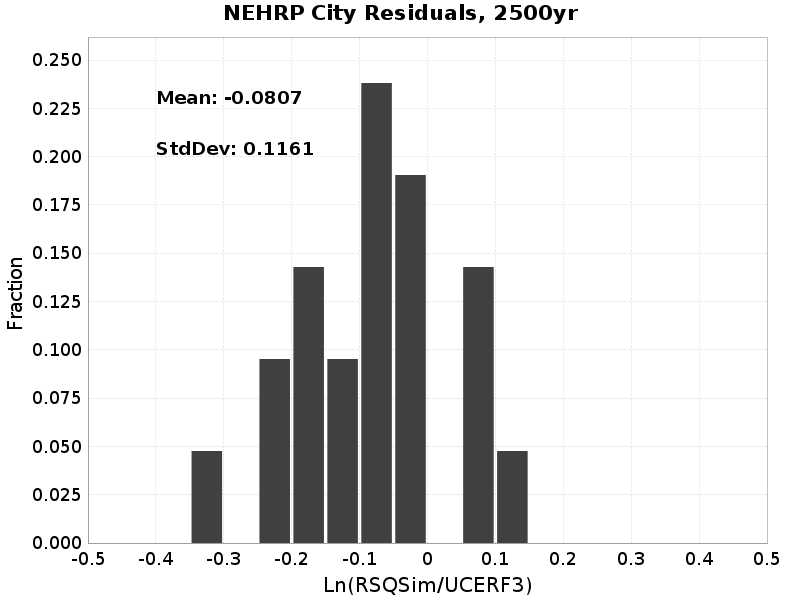 NEHRP City Residuals, 2500yr
0.250
Mean: -0.0807
0.225
StdDev: 0.1161
0.200
0.175
0.150
0.125
0.100
0.075
0.050
0.025
0.000
Fraction
-0.5 -0.4 -0.3 -0.2 -0.1 0 0.1 0.2 0.3 0.4 0.5
Ln(RSQSim/UCERF3)